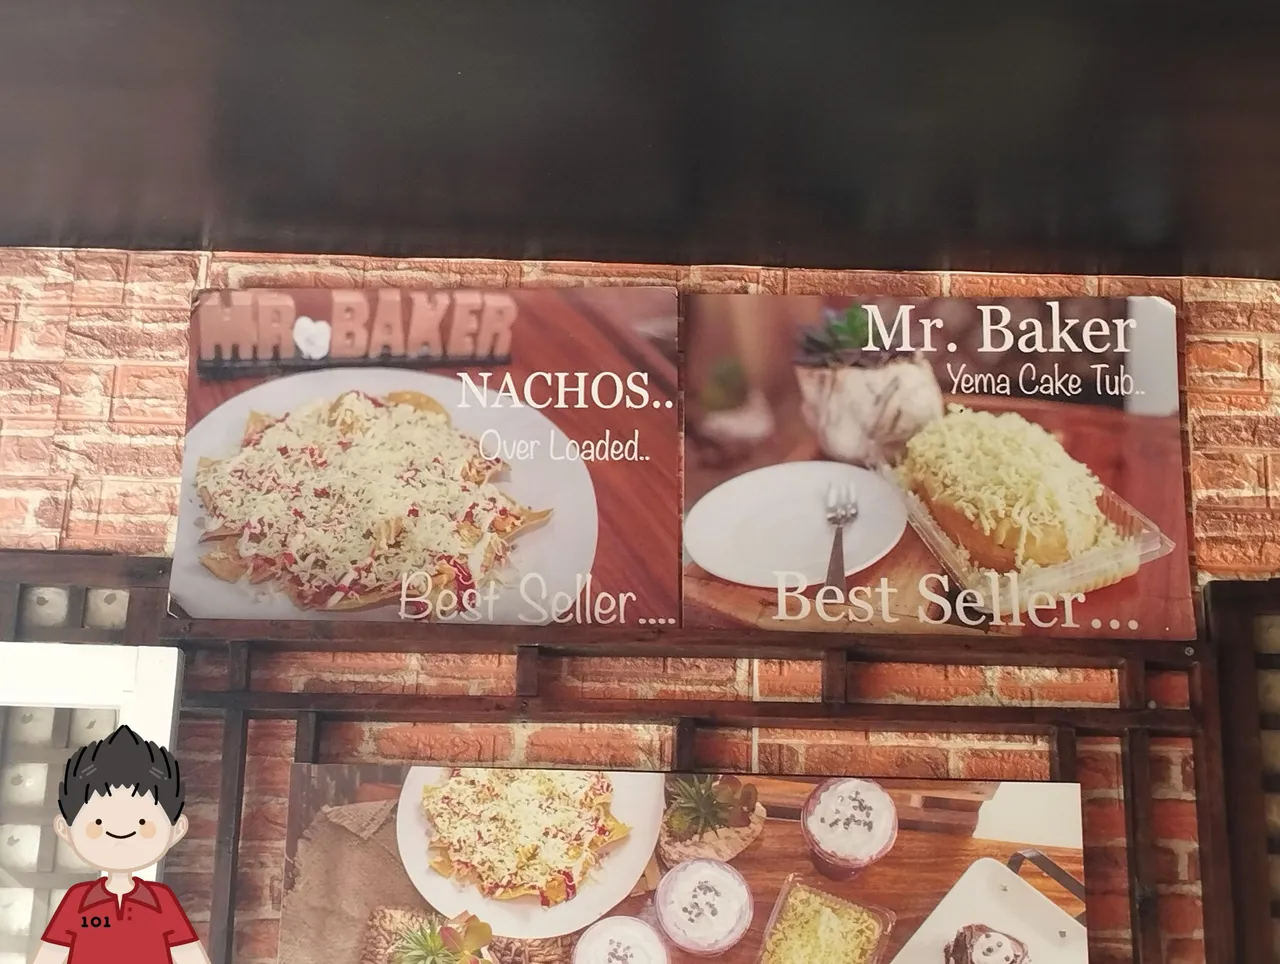 MR BAKER
NACHOS..
Over Loaded..
Best Seller....
Mr. Baker
Yema Cake Tub..
Best Seller...
101